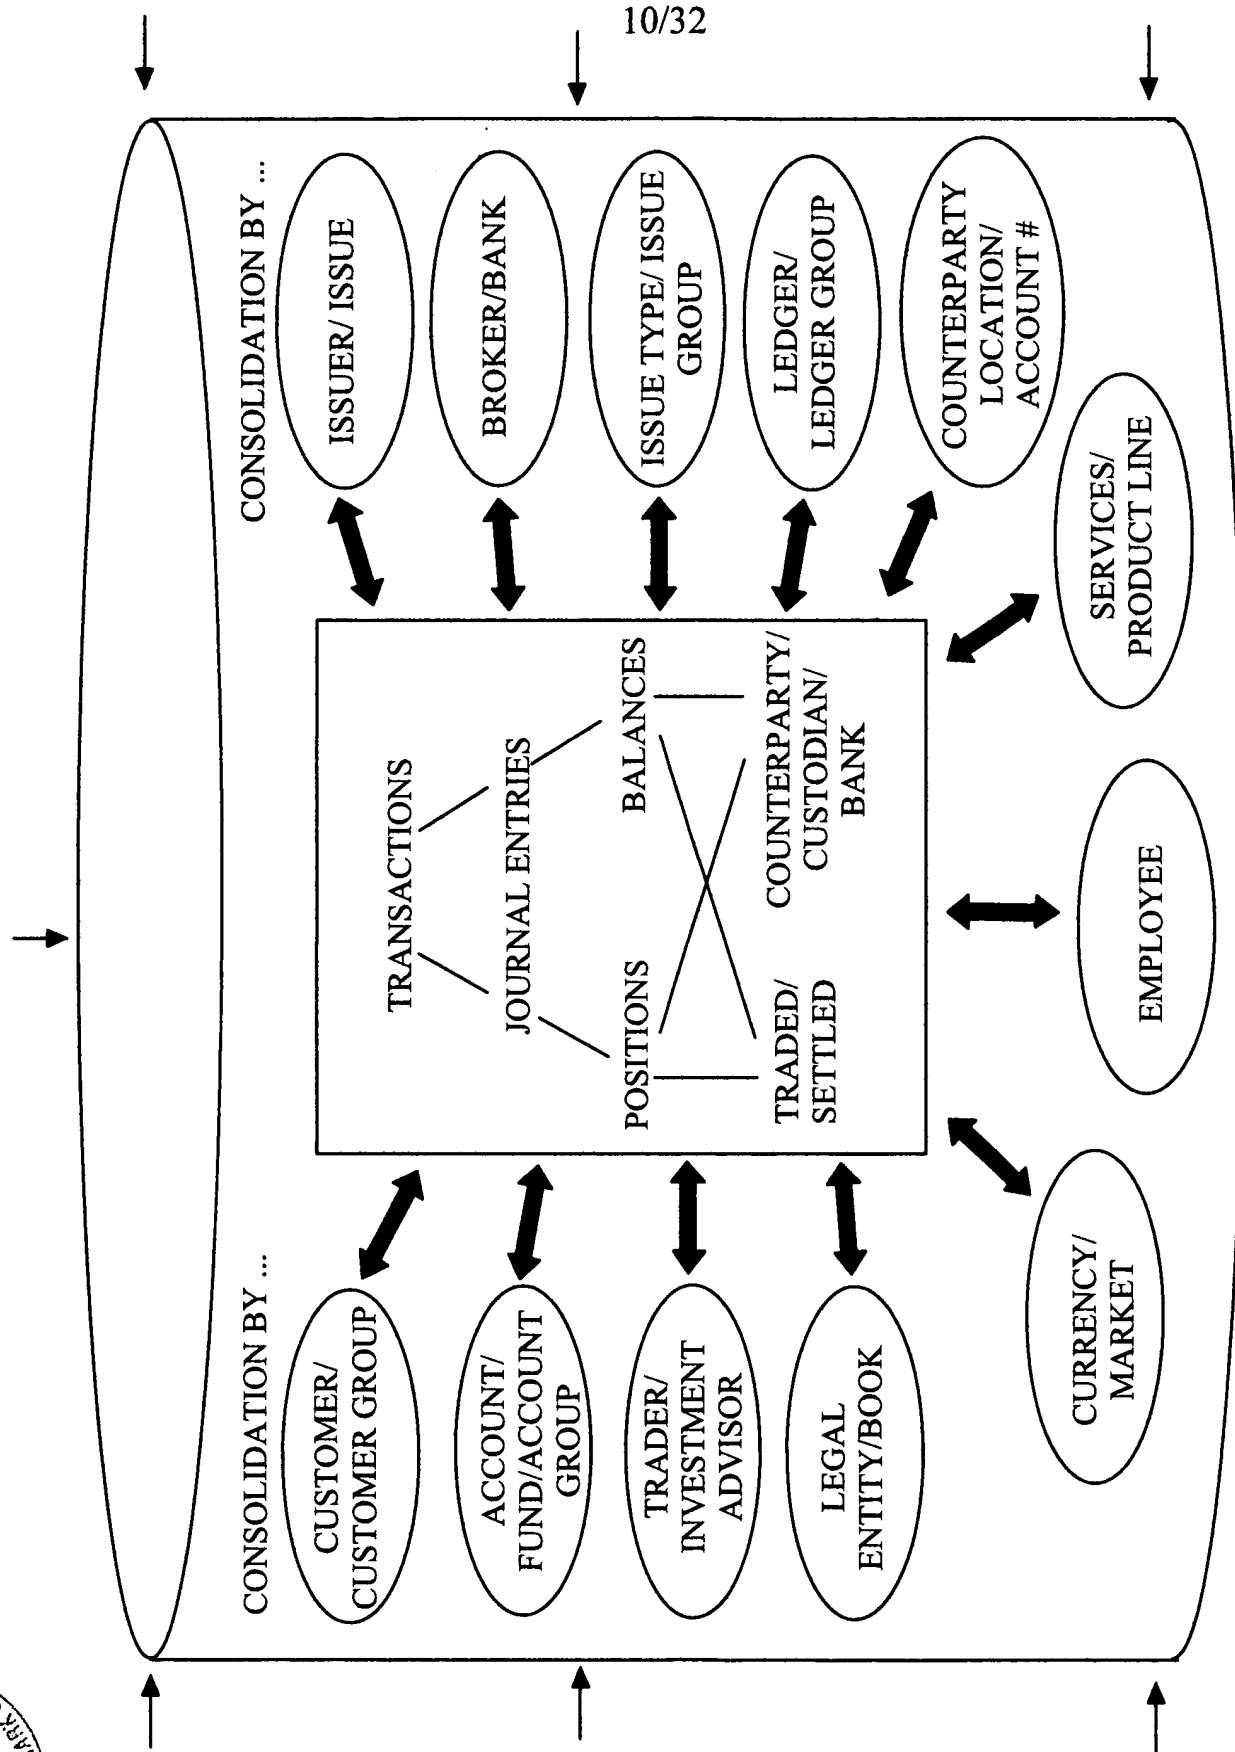 10/32
CONSOLIDATION BY ...
CUSTOMER/
CUSTOMER GROUP
ACCOUNT/
FUND/ACCOUNT
GROUP
TRADER/
INVESTMENT
ADVISOR
LEGAL
ENTITY/BOOK
CURRENCY/
MARKET
TRANSACTIONS
JOURNAL ENTRIES
POSITIONS
BALANCES
TRADED/
SETTLED
COUNTERPARTY/
CUSTODIAN/
BANK
EMPLOYEE
CONSOLIDATION BY ...
ISSUER/ ISSUE
BROKER/BANK
ISSUE TYPE/ ISSUE
GROUP
LEDGER/
LEDGER GROUP
COUNTERPARTY
LOCATION/
ACCOUNT #
SERVICES/
PRODUCT LINE